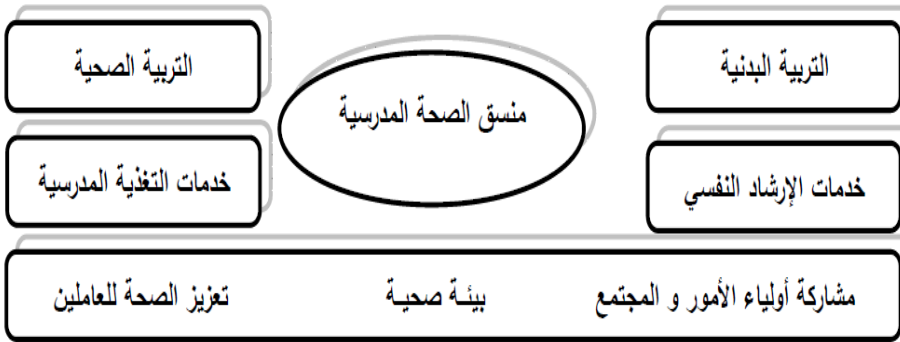 التربية البدنية
منسق الصحة المدرسية
التربية الصحية
خدمات الإرشاد النفسي
خدمات التغذية المدرسية
مشاركة أولياء الأمور و المجتمع
بيئـة صحيـة
تعزيز الصحة للعاملين